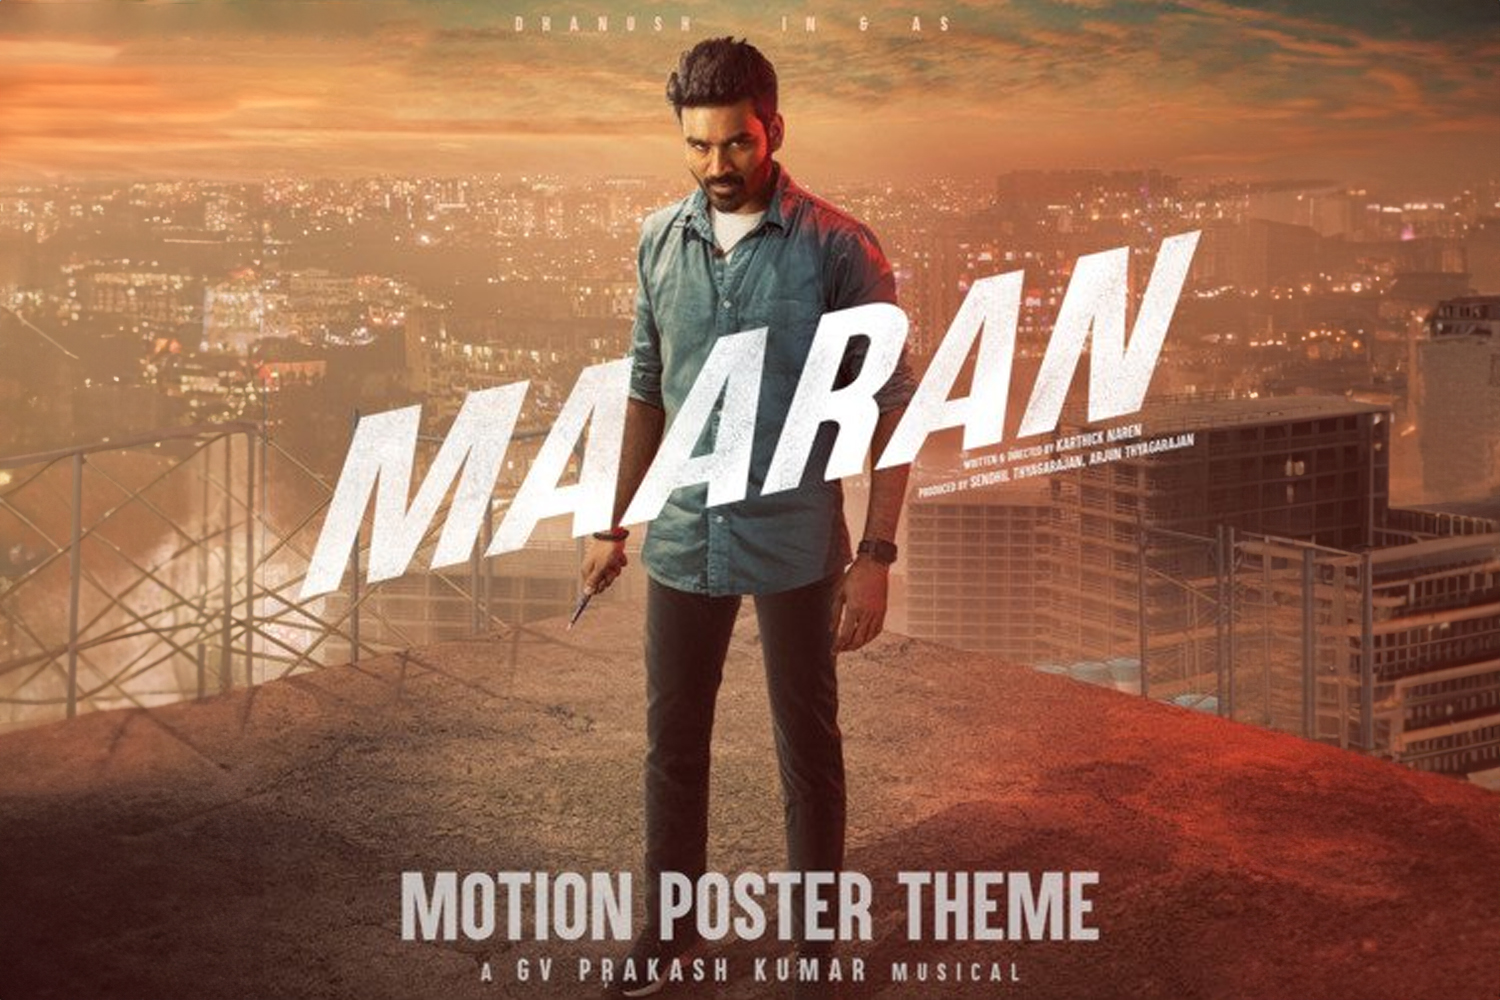 DHANUSH IN & AS
MAARAN
WRITTEN & DIRECTED BY KARTHICK NAREN
PRODUCED BY SENDHIL THYAGARAJAN, ARJUN THYAGARAJAN
MOTION POSTER THEME
A GV PRAKASH KUMAR MUSICAL